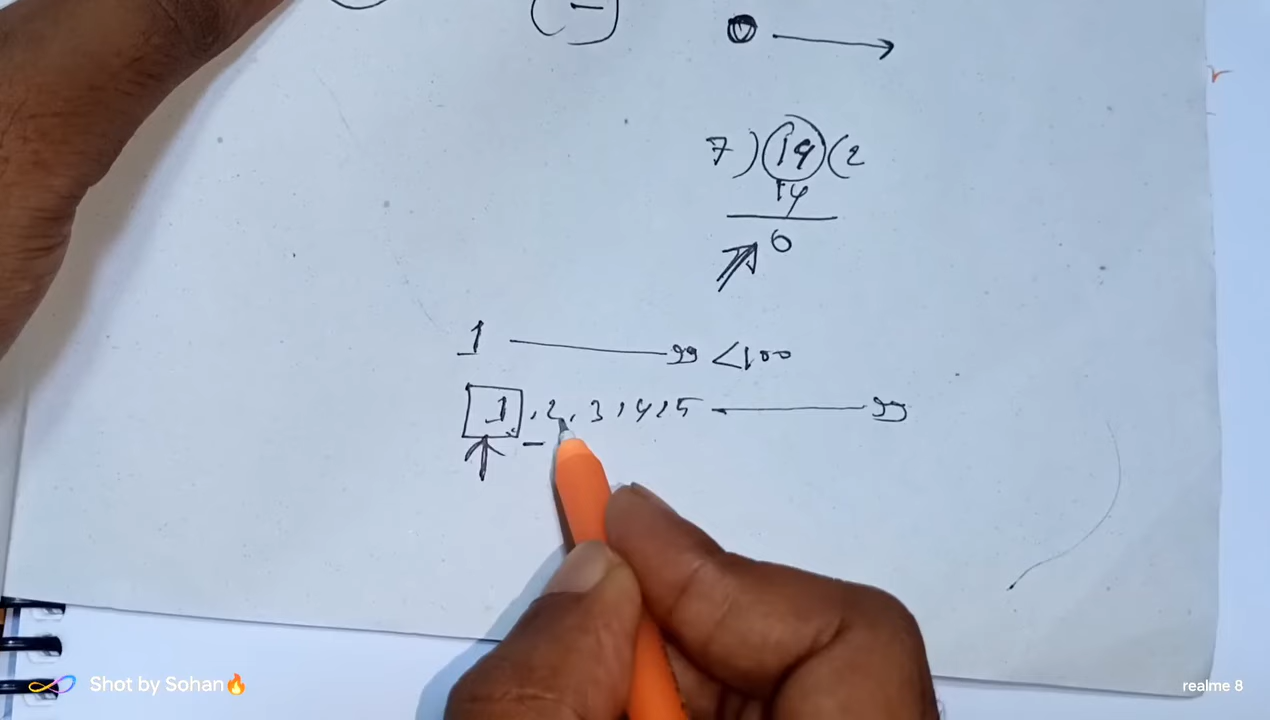 7 ) 14 ( 2
14
0
1 99 <100
1 , 2 , 3 , 4 , 5 99
Shot by Sohan🔥
realme 8